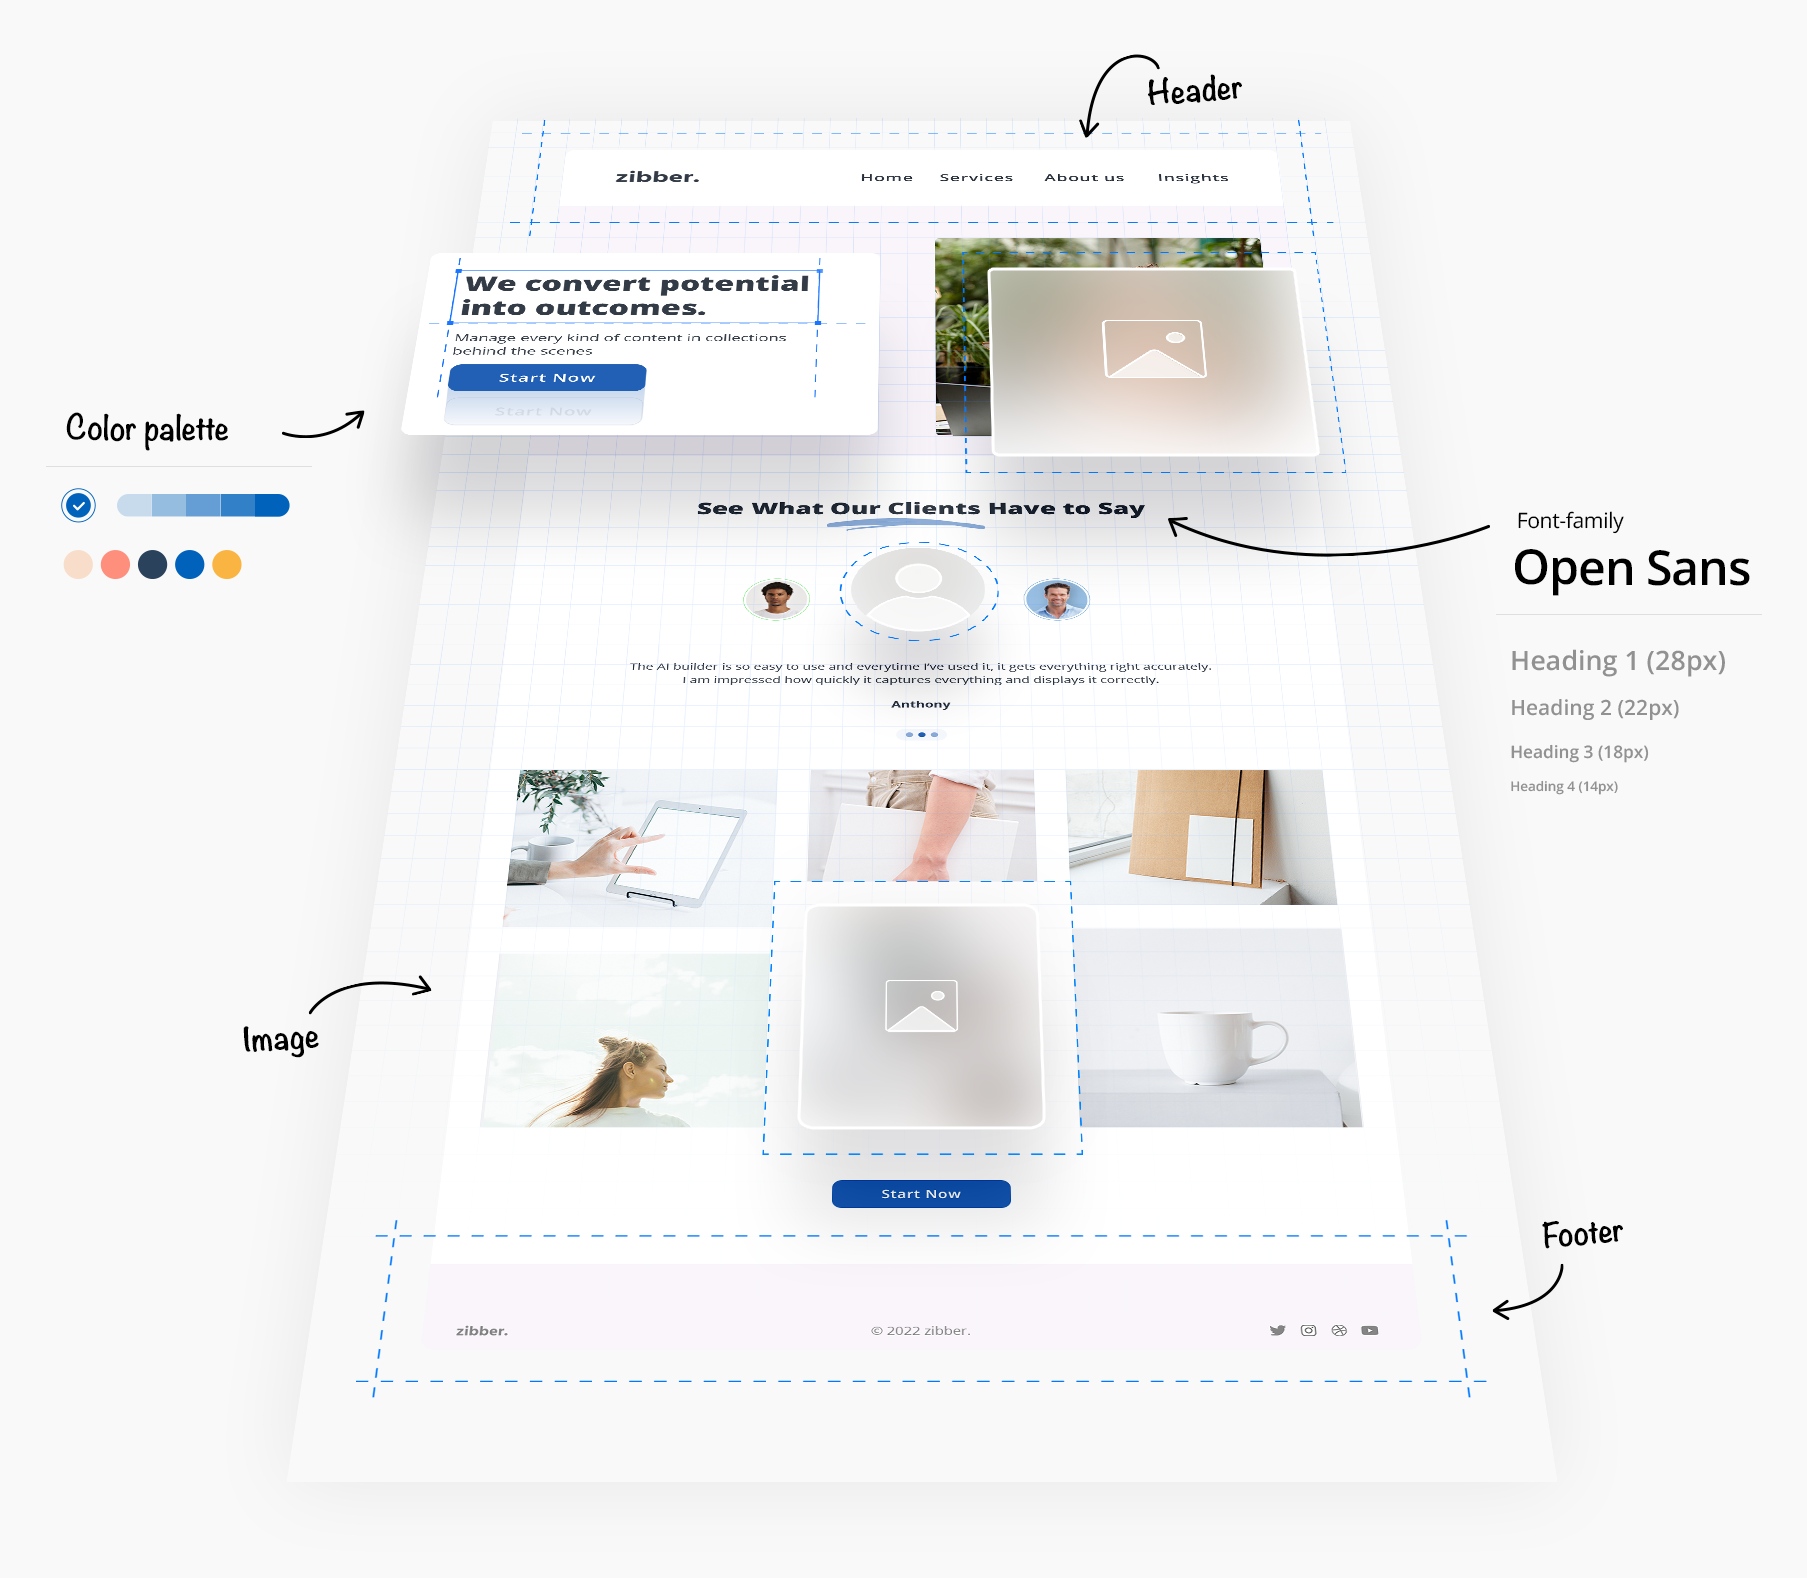 Header
zibber.
Home Services About us Insights
We convert potential
into outcomes.
Manage every kind of content in collections
behind the scenes
Start Now
Start Now
Color palette
See What Our Clients Have to Say
Font-family
Open Sans
Heading 1 (28px)
Heading 2 (22px)
Heading 3 (18px)
Heading 4 (14px)
The AI builder is so easy to use and everytime I've used it, it gets everything right accurately.
I am impressed how quickly it captures everything and displays it correctly.
Anthony
Image
Start Now
Footer
zibber.
© 2022 zibber.